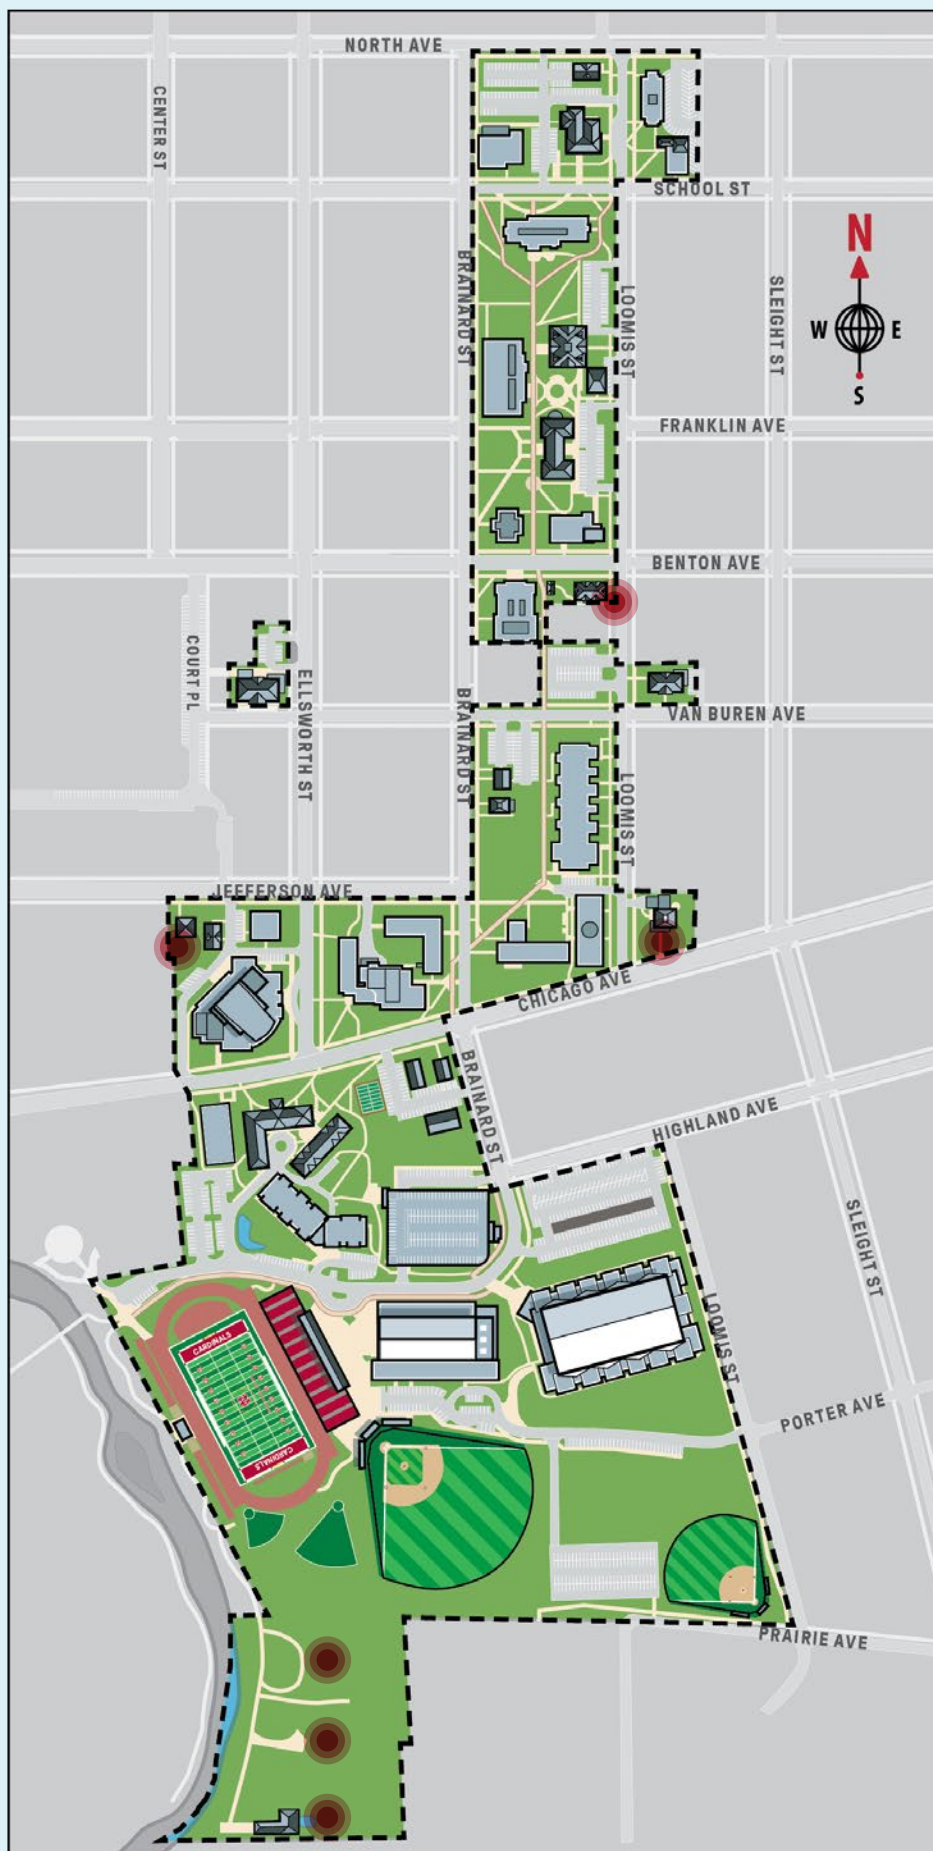 NORTH AVE
CENTER ST
SCHOOL ST
BRAINARD ST
LOOMIS ST
SLEIGHT ST
N
W
E
S
FRANKLIN AVE
BENTON AVE
COURT PL
ELLSWORTH ST
BRAINARD ST
VAN BUREN AVE
LOOMIS ST
JEFFERSON AVE
CHICAGO AVE
BRAINARD ST
HIGHLAND AVE
SLEIGHT ST
LOOMIS ST
CARDINALS
CARDINALS
PORTER AVE
PRAIRIE AVE